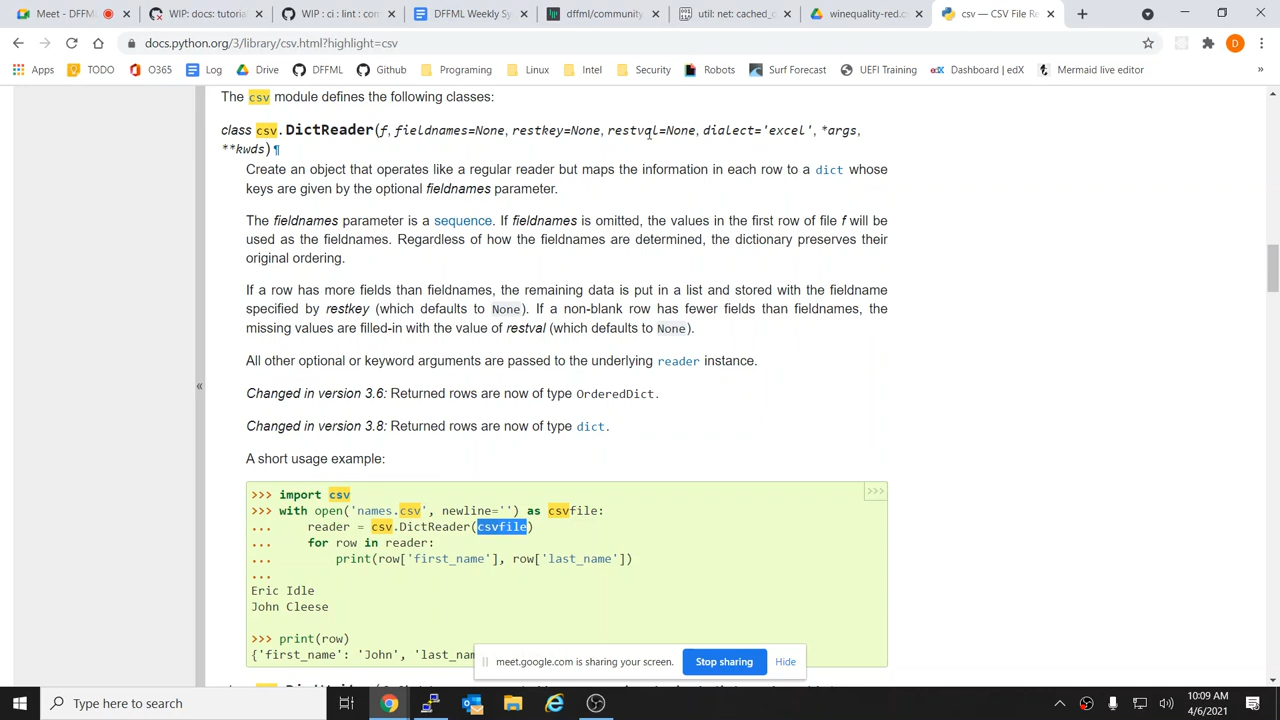 Meet - DFFML
WIP: docs: tutori
WIP : ci : lint : con
DFFML Weekly S
dffml/community
util: net: cached_c
winequality-red.cs
csv — CSV File Re
docs.python.org/3/library/csv.html?highlight=csv
Apps
TODO
O365
Log
Drive
DFFML
Github
Programing
Linux
Intel
Security
Robots
Surf Forecast
UEFI Training
Dashboard | edX
Mermaid live editor
»
The csv module defines the following classes:
class csv.DictReader(f, fieldnames=None, restkey=None, restval=None, dialect='excel', *args,
**kwds)¶
Create an object that operates like a regular reader but maps the information in each row to a dict whose
keys are given by the optional fieldnames parameter.
The fieldnames parameter is a sequence. If fieldnames is omitted, the values in the first row of file f will be
used as the fieldnames. Regardless of how the fieldnames are determined, the dictionary preserves their
original ordering.
If a row has more fields than fieldnames, the remaining data is put in a list and stored with the fieldname
specified by restkey (which defaults to None). If a non-blank row has fewer fields than fieldnames, the
missing values are filled-in with the value of restval (which defaults to None).
All other optional or keyword arguments are passed to the underlying reader instance.
«
Changed in version 3.6: Returned rows are now of type OrderedDict.
Changed in version 3.8: Returned rows are now of type dict.
A short usage example:
>>>
>>> import csv
>>> with open('names.csv', newline='') as csvfile:
...     reader = csv.DictReader(csvfile)
...     for row in reader:
...         print(row['first_name'], row['last_name'])
...
Eric Idle
John Cleese
>>> print(row)
{'first_name': 'John', 'last_nam
meet.google.com is sharing your screen.
Stop sharing
Hide
Type here to search
10:09 AM
4/6/2021